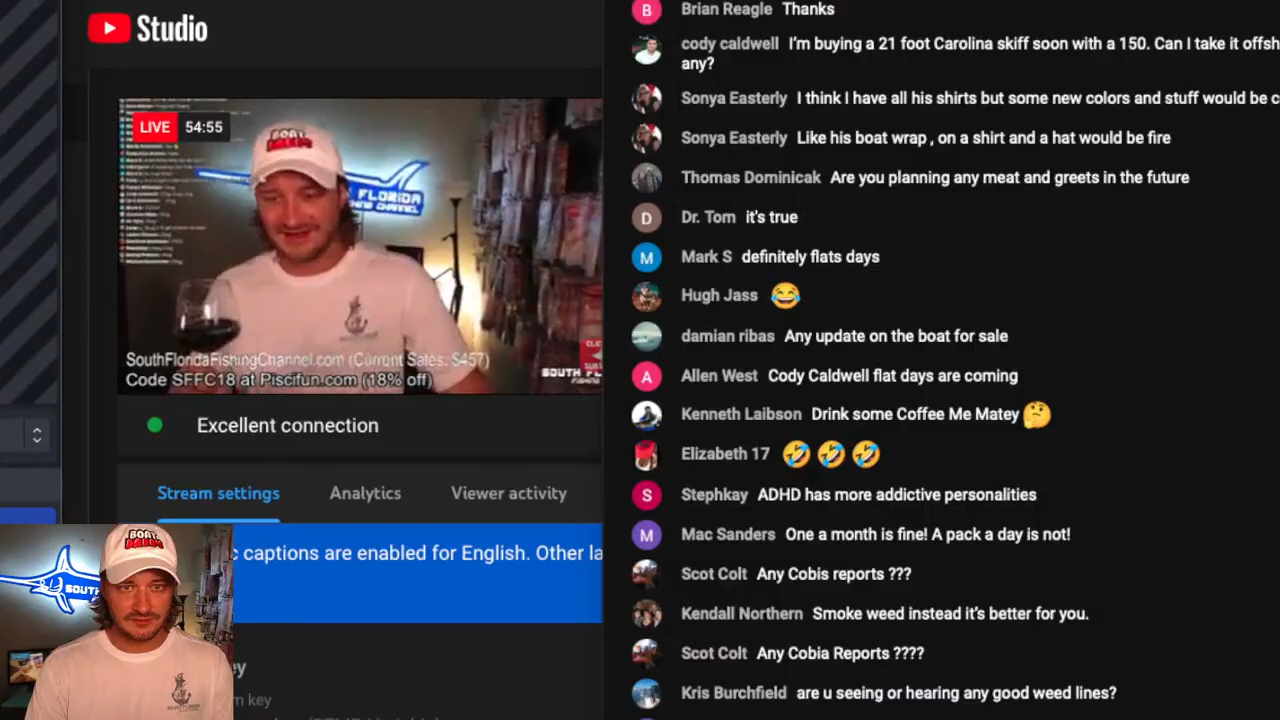 Studio
LIVE 54:55
BOAT
FLORIDA
SouthFloridaFishingChannel.com (Current Sales: $457)
Code SFFC18 at Piscifun.com (18% off)
SOUTH
Excellent connection
Stream settings
Analytics
Viewer activity
captions are enabled for English. Other la
BOAT
SOUTH
ey
m key
Brian Reagle Thanks
cody caldwell I'm buying a 21 foot Carolina skiff soon with a 150. Can I take it offsh
any?
Sonya Easterly I think I have all his shirts but some new colors and stuff would be c
Sonya Easterly Like his boat wrap , on a shirt and a hat would be fire
Thomas Dominicak Are you planning any meat and greets in the future
D
Dr. Tom it's true
M
Mark S definitely flats days
Hugh Jass 😂
damian ribas Any update on the boat for sale
A
Allen West Cody Caldwell flat days are coming
Kenneth Laibson Drink some Coffee Me Matey 🤔
Elizabeth 17 🤣 🤣 🤣
S
Stephkay ADHD has more addictive personalities
M
Mac Sanders One a month is fine! A pack a day is not!
Scot Colt Any Cobis reports ???
Kendall Northern Smoke weed instead it's better for you.
Scot Colt Any Cobia Reports ????
Kris Burchfield are u seeing or hearing any good weed lines?